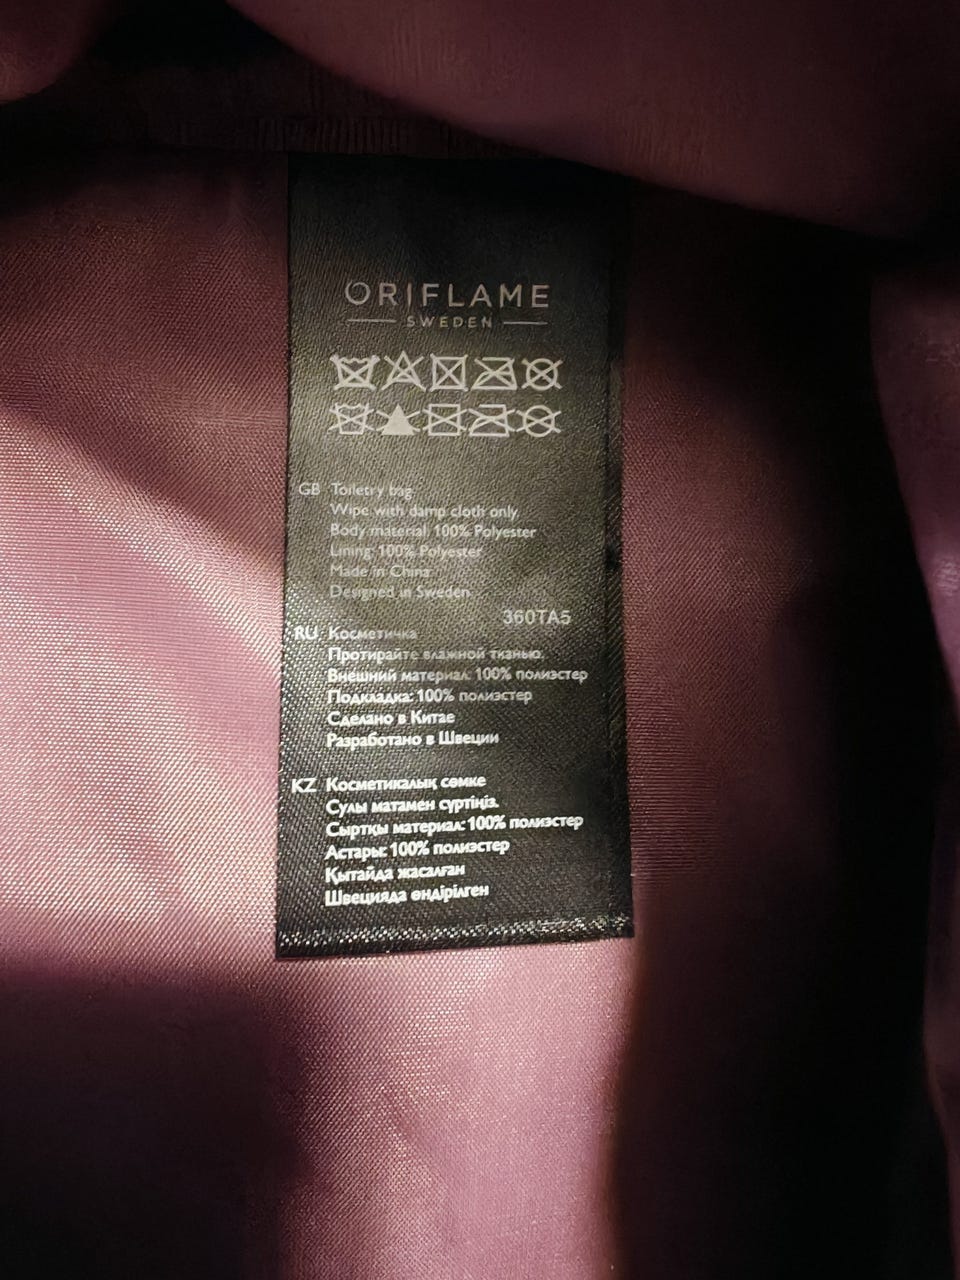 ORIFLAME
SWEDEN
GB Toiletry bag
Wipe with damp cloth only.
Body material: 100% Polyester
Lining: 100% Polyester
Made in China
Designed in Sweden
360TA5
RU Косметичка
Протирайте влажной тканью.
Внешний материал: 100% полиэстер
Подкладка: 100% полиэстер
Сделано в Китае
Разработано в Швеции
KZ Косметикалық сөмке
Сулы матамен сүртіңіз.
Сыртқы материал: 100% полиэстер
Астары: 100% полиэстер
Қытайда жасалған
Швецияда өндірілген